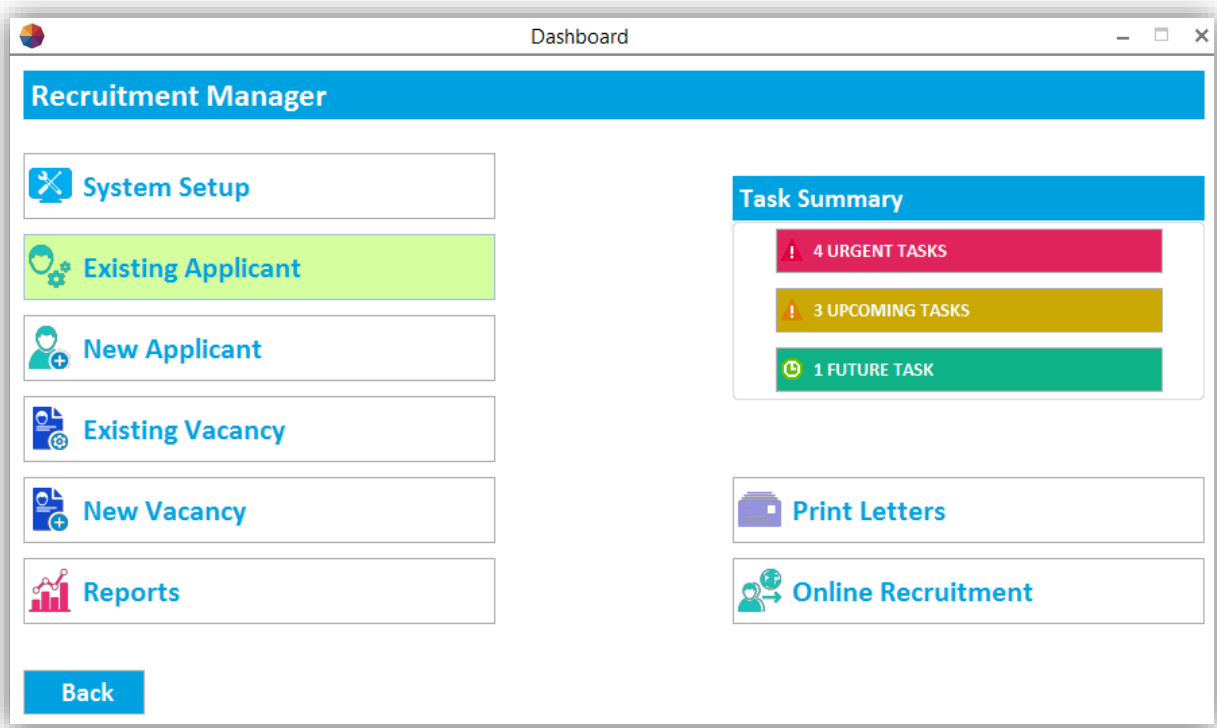 Dashboard
Recruitment Manager
System Setup
Existing Applicant
New Applicant
Existing Vacancy
New Vacancy
Reports
Back
Task Summary
4 URGENT TASKS
3 UPCOMING TASKS
1 FUTURE TASK
Print Letters
Online Recruitment